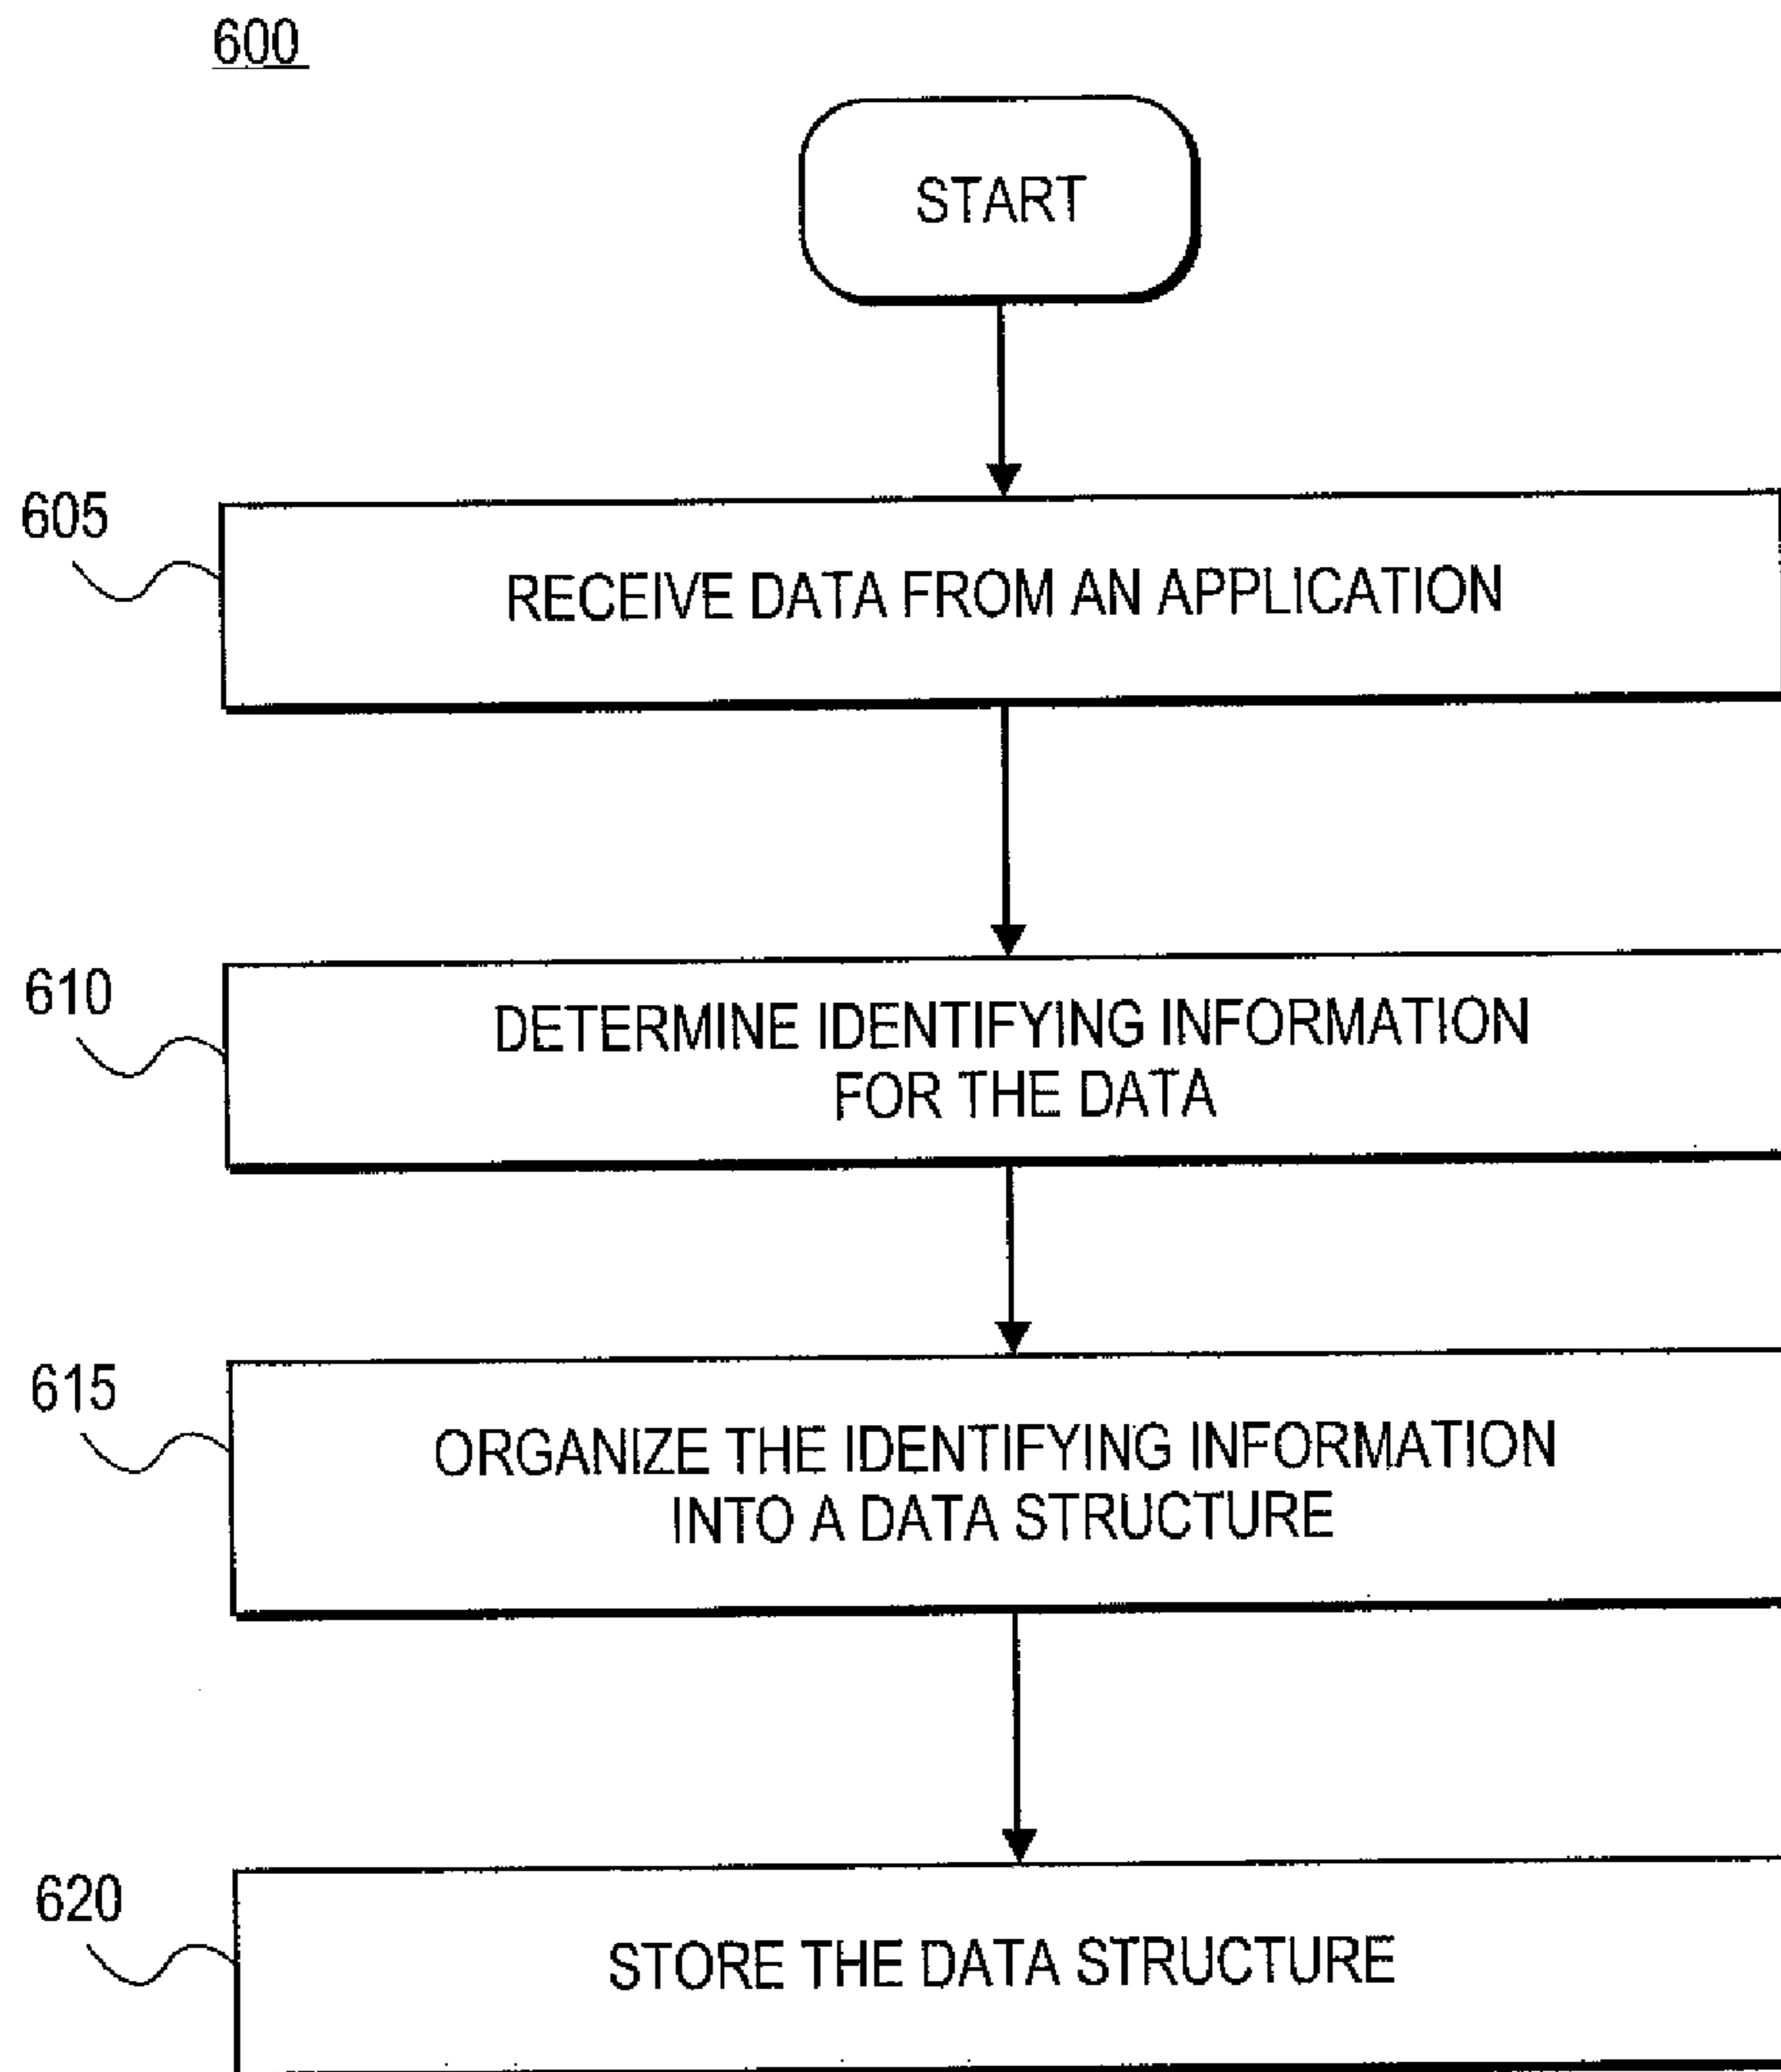 600
START
605
RECEIVE DATA FROM AN APPLICATION
610
DETERMINE IDENTIFYING INFORMATION
FOR THE DATA
615
ORGANIZE THE IDENTIFYING INFORMATION
INTO A DATA STRUCTURE
620
STORE THE DATA STRUCTURE